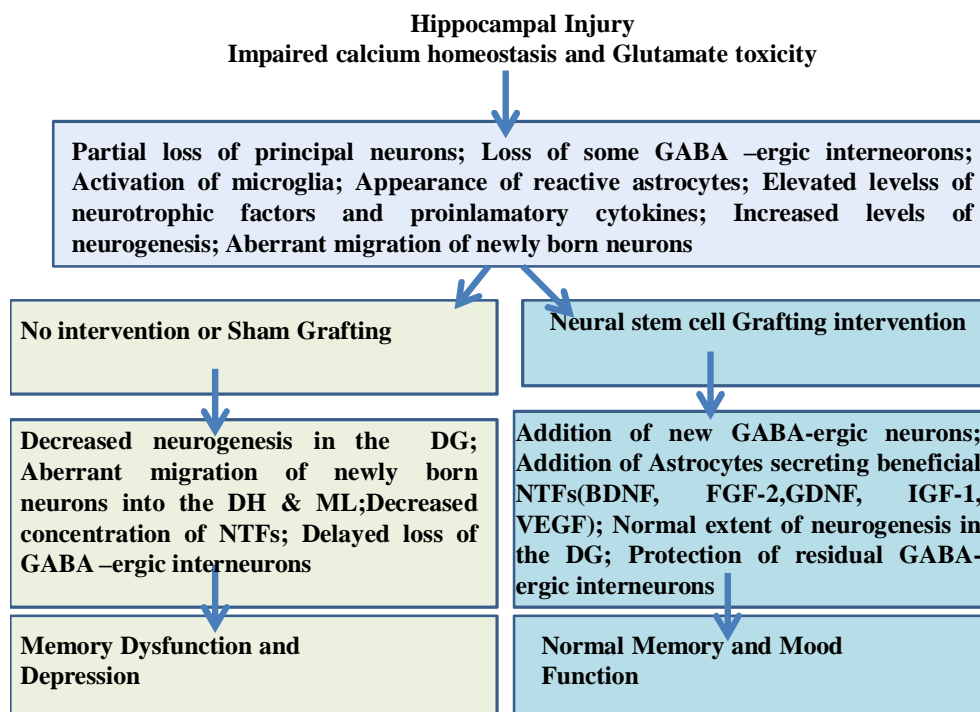 Hippocampal Injury
Impaired calcium homeostasis and Glutamate toxicity
Partial loss of principal neurons; Loss of some GABA –ergic interneorons;
Activation of microglia; Appearance of reactive astrocytes; Elevated levelss of
neurotrophic factors and proinlamatory cytokines; Increased levels of
neurogenesis; Aberrant migration of newly born neurons
No intervention or Sham Grafting
Neural stem cell Grafting intervention
Decreased neurogenesis in the DG;
Aberrant migration of newly born
neurons into the DH & ML;Decreased
concentration of NTFs; Delayed loss of
GABA –ergic interneurons
Addition of new GABA-ergic neurons;
Addition of Astrocytes secreting beneficial
NTFs(BDNF, FGF-2,GDNF, IGF-1,
VEGF); Normal extent of neurogenesis in
the DG; Protection of residual GABA-
ergic interneurons
Memory Dysfunction and
Depression
Normal Memory and Mood
Function